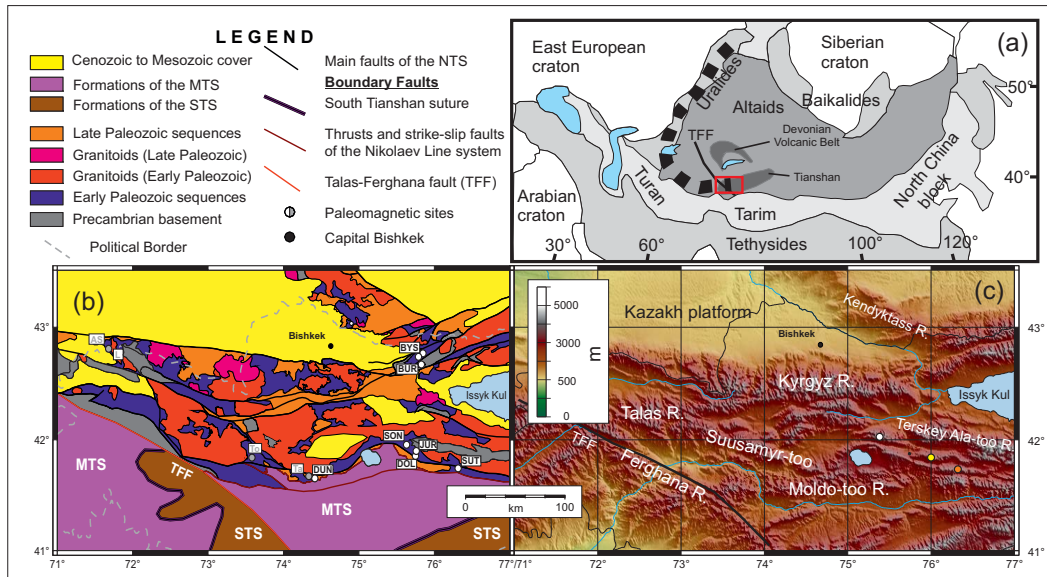 LEGEND
Cenozoic to Mesozoic cover
Formations of the MTS
Formations of the STS
Late Paleozoic sequences
Granitoids (Late Paleozoic)
Granitoids (Early Paleozoic)
Early Paleozoic sequences
Precambrian basement
Political Border
Main faults of the NTS
Boundary Faults
South Tianshan suture
Thrusts and strike-slip faults
of the Nikolaev Line system
Talas-Ferghana fault (TFF)
Paleomagnetic sites
Capital Bishkek
(a)
East European
craton
Siberian
craton
Uralides
Altaids
Baikalides
50°
TFF
Devonian
Volcanic Belt
Tianshan
40°
North China
block
Turan
Arabian
craton
Tarim
Tethysides
30°
60°
100°
120°
(b)
43°
42°
41°
AS
L
Bishkek
BYS
BUR
Issyk Kul
To
Te
DUN
SON
JUR
DOL
SUT
MTS
TFF
STS
MTS
STS
MTS
STS
0
50
100
km
71°
72°
73°
74°
75°
76°
77°
(c)
5000
3000
500
0
m
Kazakh platform
Kendyktass R.
43°
Bishkek
Kyrgyz R.
Issyk Kul
Talas R.
Terskey Ala-too R.
42°
TFF
Suusamyr-too
Ferghana R.
Moldo-too R.
41°
72°
73°
74°
75°
76°
77°